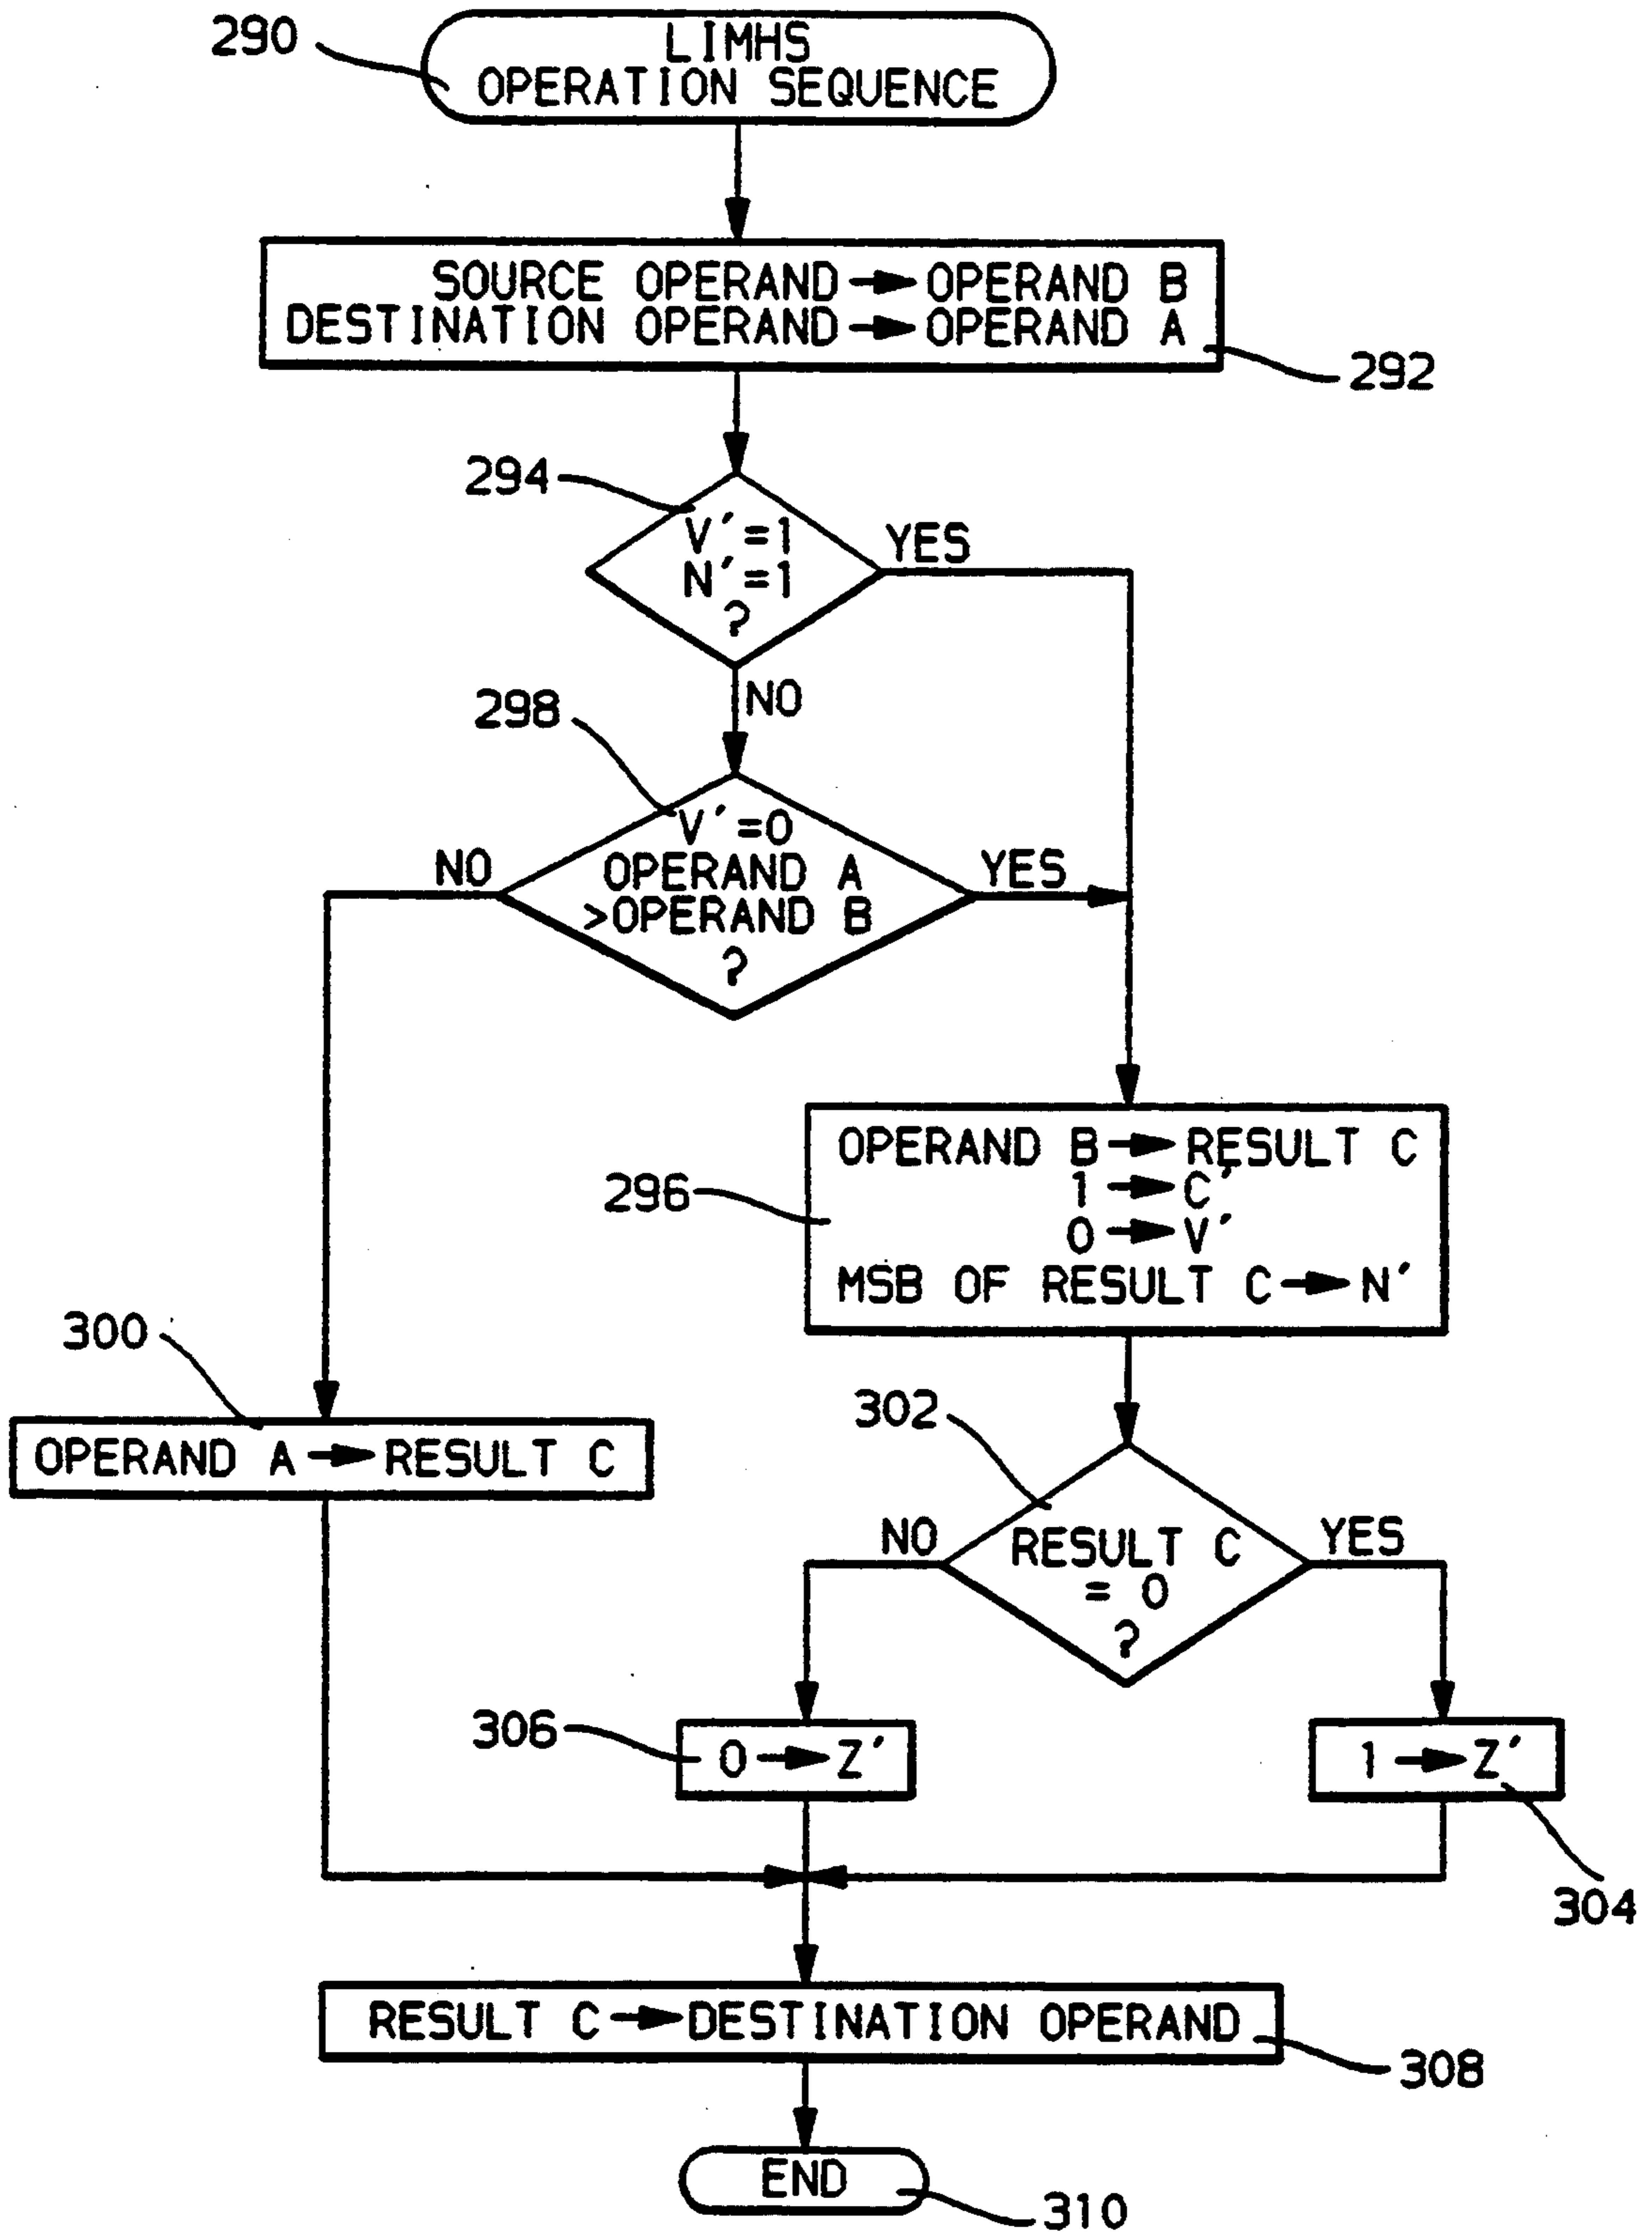 290
LIMHS
OPERATION SEQUENCE
SOURCE OPERAND → OPERAND B
DESTINATION OPERAND → OPERAND A
292
294
V'=1
N'=1
?
YES
NO
298
V'=0
OPERAND A
>OPERAND B
?
NO
YES
OPERAND B → RESULT C
1 → C'
0 → V'
MSB OF RESULT C → N'
296
300
OPERAND A → RESULT C
302
RESULT C
= 0
?
NO
YES
306
0 → Z'
1 → Z'
304
RESULT C → DESTINATION OPERAND
308
END
310